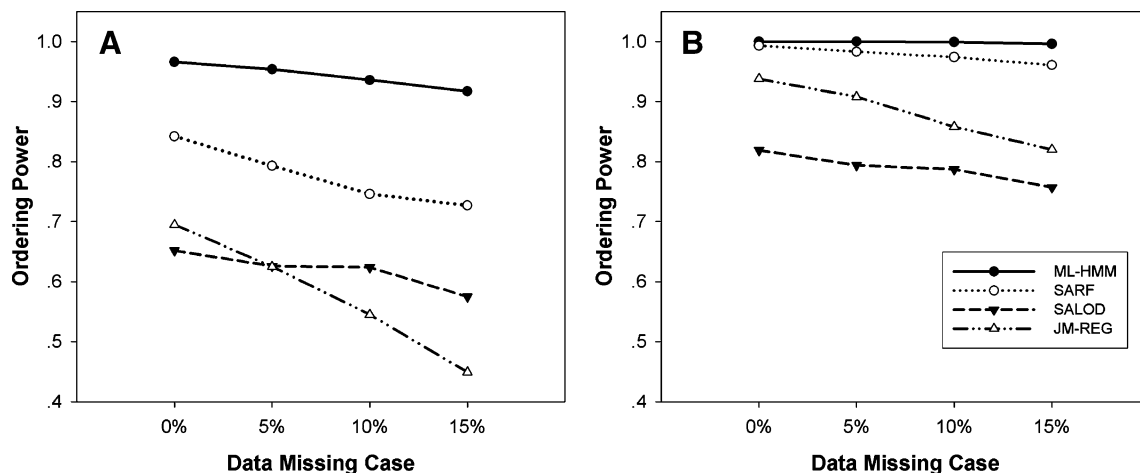 A
Ordering Power
1.0
.9
.8
.7
.6
.5
.4
0% 5% 10% 15%
Data Missing Case
B
Ordering Power
1.0
.9
.8
.7
.6
.5
.4
ML-HMM
SARF
SALOD
JM-REG
0% 5% 10% 15%
Data Missing Case